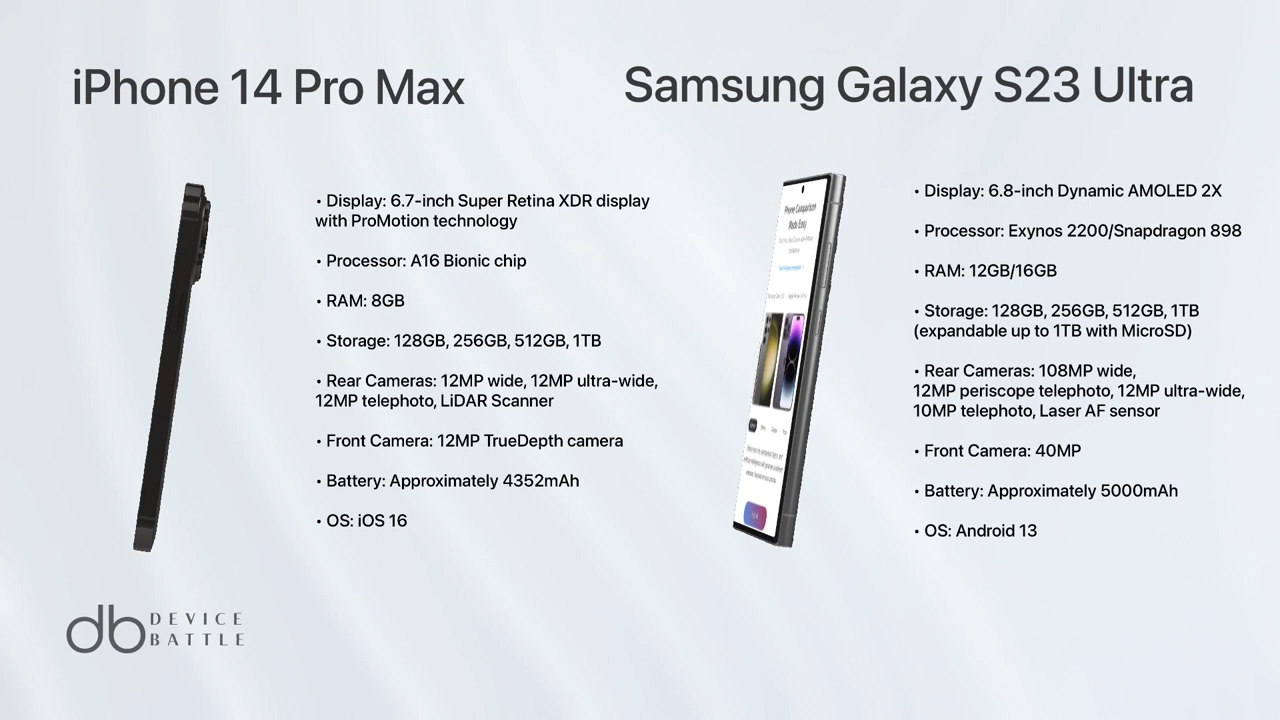 iPhone 14 Pro Max
• Display: 6.7-inch Super Retina XDR display
with ProMotion technology
• Processor: A16 Bionic chip
• RAM: 8GB
• Storage: 128GB, 256GB, 512GB, 1TB
• Rear Cameras: 12MP wide, 12MP ultra-wide,
12MP telephoto, LiDAR Scanner
• Front Camera: 12MP TrueDepth camera
• Battery: Approximately 4352mAh
• OS: iOS 16
Samsung Galaxy S23 Ultra
Phone Comparison
Made Easy
• Display: 6.8-inch Dynamic AMOLED 2X
• Processor: Exynos 2200/Snapdragon 898
• RAM: 12GB/16GB
• Storage: 128GB, 256GB, 512GB, 1TB
(expandable up to 1TB with MicroSD)
• Rear Cameras: 108MP wide,
12MP periscope telephoto, 12MP ultra-wide,
10MP telephoto, Laser AF sensor
• Front Camera: 40MP
• Battery: Approximately 5000mAh
• OS: Android 13
db DEVICE
BATTLE